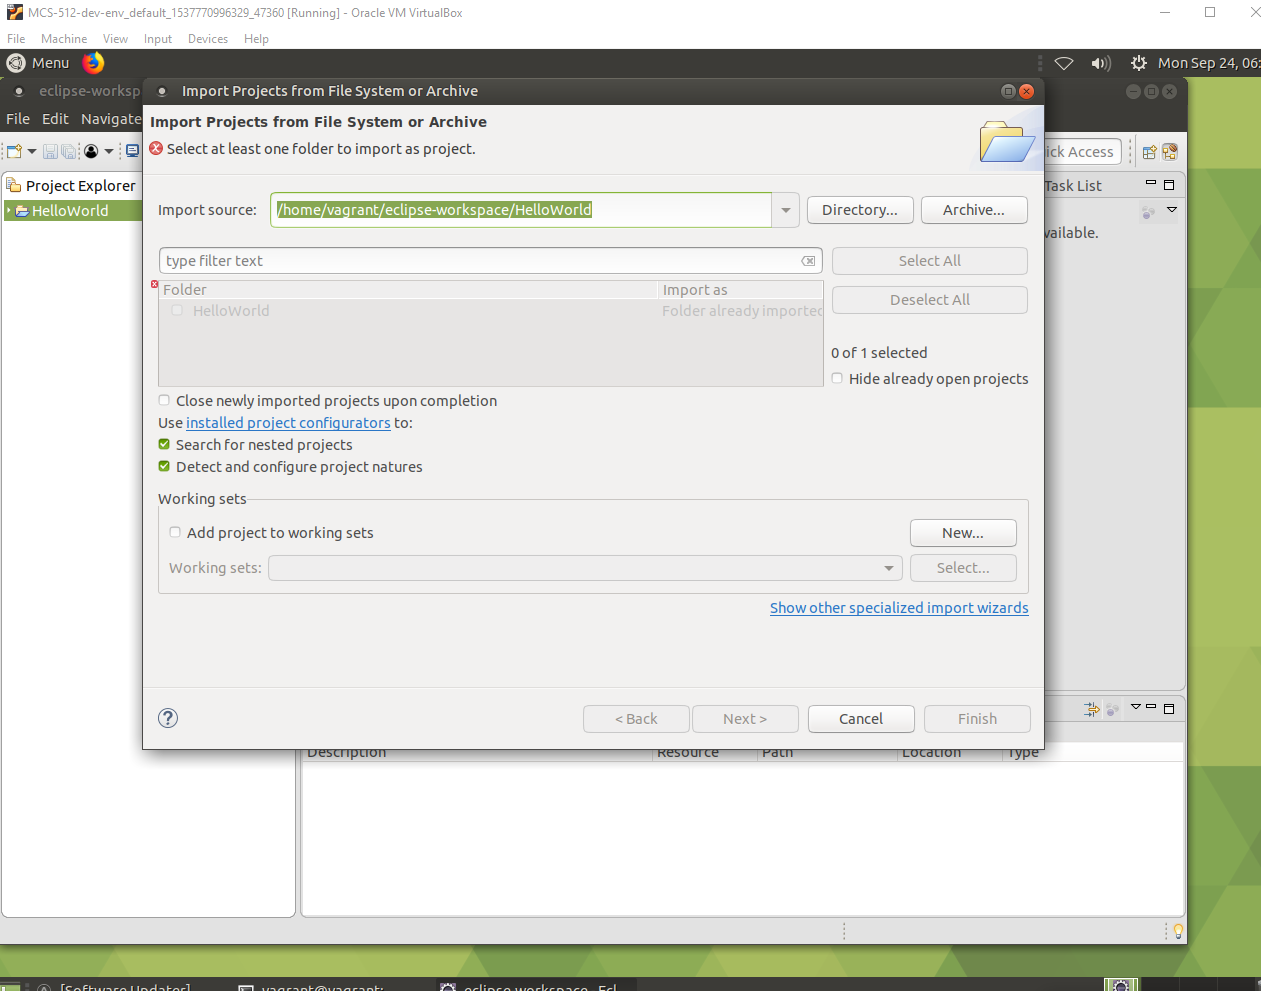 MCS-512-dev-env_default_1537770996329_47360 [Running] - Oracle VM VirtualBox
File Machine View Input Devices Help
Menu Mon Sep 24, 06:
eclipse-worksp
Import Projects from File System or Archive
File Edit Navigate
Import Projects from File System or Archive
Select at least one folder to import as project.
ick Access
Project Explorer
Task List
HelloWorld
Import source: /home/vagrant/eclipse-workspace/HelloWorld Directory... Archive...
vailable.
type filter text Select All
Folder Import as Deselect All
HelloWorld Folder already imported
0 of 1 selected
Hide already open projects
Close newly imported projects upon completion
Use installed project configurators to:
Search for nested projects
Detect and configure project natures
Working sets
Add project to working sets New...
Working sets: Select...
Show other specialized import wizards
< Back Next > Cancel Finish
Description Resource Path Location Type
[Software Updater] vagrant@vagrant: eclipse-workspace - Ecl